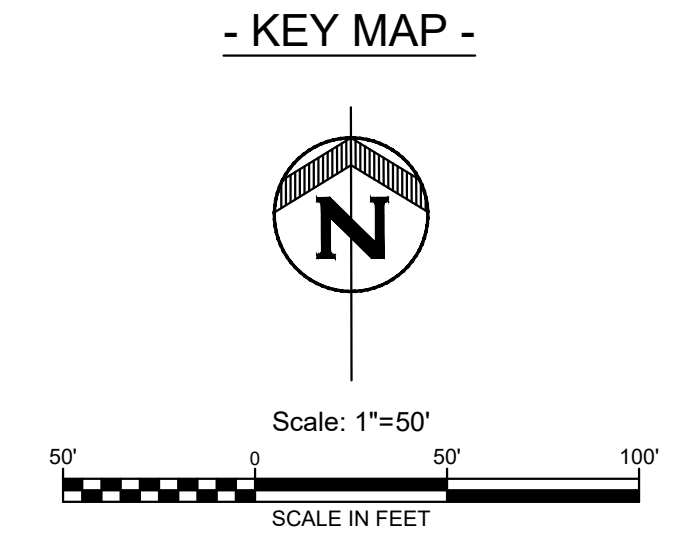 - KEY MAP -
N
Scale: 1"=50'
50' 0 50' 100'
SCALE IN FEET